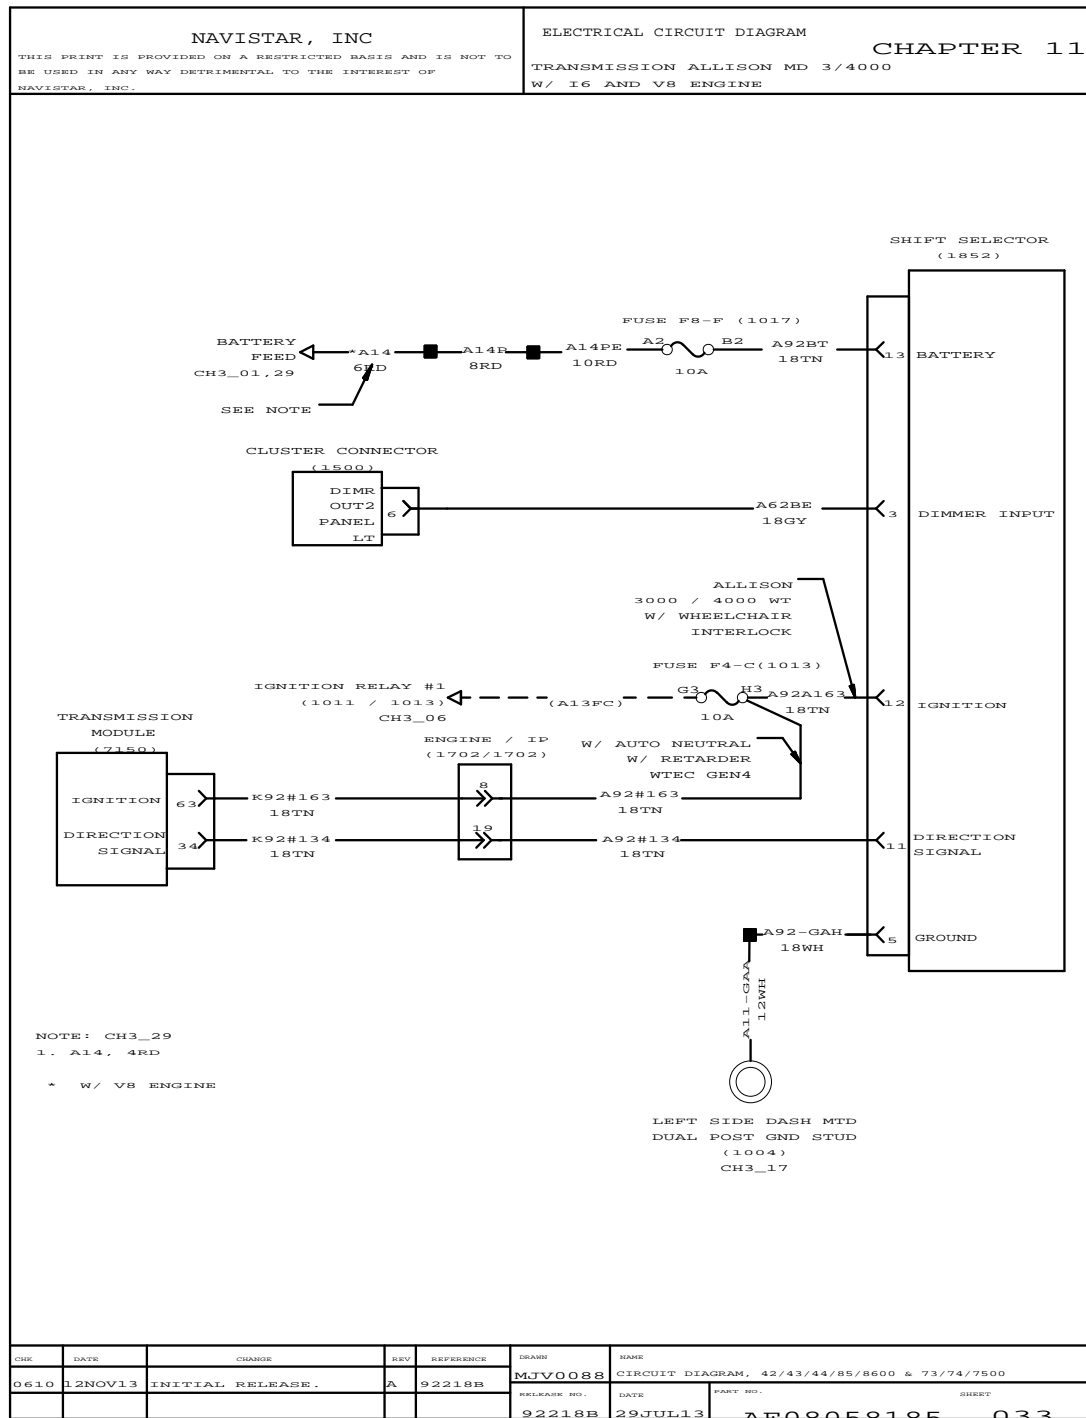 NAVISTAR, INC
THIS PRINT IS PROVIDED ON A RESTRICTED BASIS AND IS NOT TO
BE USED IN ANY WAY DETRIMENTAL TO THE INTEREST OF
NAVISTAR, INC.
ELECTRICAL CIRCUIT DIAGRAM
CHAPTER 11
TRANSMISSION ALLISON MD 3/4000
W/ I6 AND V8 ENGINE
SHIFT SELECTOR
(1852)
FUSE F8-F (1017)
BATTERY
FEED
CH3_01,29
*A14
6RD
A14P
8RD
A14PE
10RD
A2
B2
10A
A92BT
18TN
13
BATTERY
SEE NOTE
CLUSTER CONNECTOR
(1500)
DIMR
OUT2
PANEL
LT
6
A62BE
18GY
3
DIMMER INPUT
ALLISON
3000 / 4000 WT
W/ WHEELCHAIR
INTERLOCK
FUSE F4-C(1013)
IGNITION RELAY #1
(1011 / 1013)
CH3_06
(A13FC)
G3
H3
10A
A92A163
18TN
12
IGNITION
TRANSMISSION
MODULE
(7150)
ENGINE / IP
(1702/1702)
W/ AUTO NEUTRAL
W/ RETARDER
WTEC GEN4
IGNITION
63
K92#163
18TN
8
A92#163
18TN
DIRECTION
SIGNAL
34
K92#134
18TN
19
A92#134
18TN
11
DIRECTION
SIGNAL
A92-GAH
18WH
5
GROUND
A11-GAA
12WH
NOTE: CH3_29
1. A14, 4RD
* W/ V8 ENGINE
LEFT SIDE DASH MTD
DUAL POST GND STUD
(1004)
CH3_17
CHK DATE CHANGE REV REFERENCE
0610 12NOV13 INITIAL RELEASE. A 92218B
DRAWN
MJV0088
NAME
CIRCUIT DIAGRAM, 42/43/44/85/8600 & 73/74/7500
RELEASE NO.
92218B
DATE
29JUL13
PART NO.
AE08058185
SHEET
033